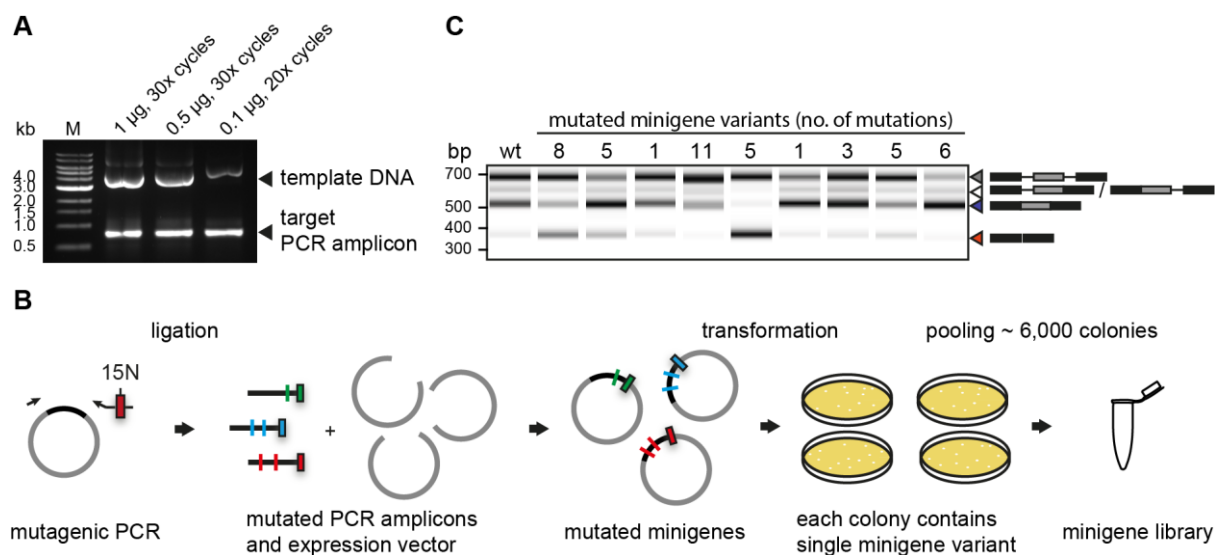 A
1 µg, 30x cycles
0.5 µg, 30x cycles
0.1 µg, 20x cycles
kb
M
4.0
3.0
2.0
1.5
1.0
0.5
template DNA
target
PCR amplicon
C
mutated minigene variants (no. of mutations)
bp wt 8 5 1 11 5 1 3 5 6
700
500
400
300
/
B
ligation
transformation
pooling ~ 6,000 colonies
15N
+
mutagenic PCR
mutated PCR amplicons
and expression vector
mutated minigenes
each colony contains
single minigene variant
minigene library